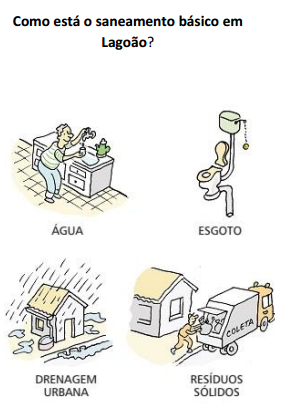 Como está o saneamento básico em
Lagoão?
ÁGUA
ESGOTO
COLETA
DRENAGEM
URBANA
RESÍDUOS
SÓLIDOS